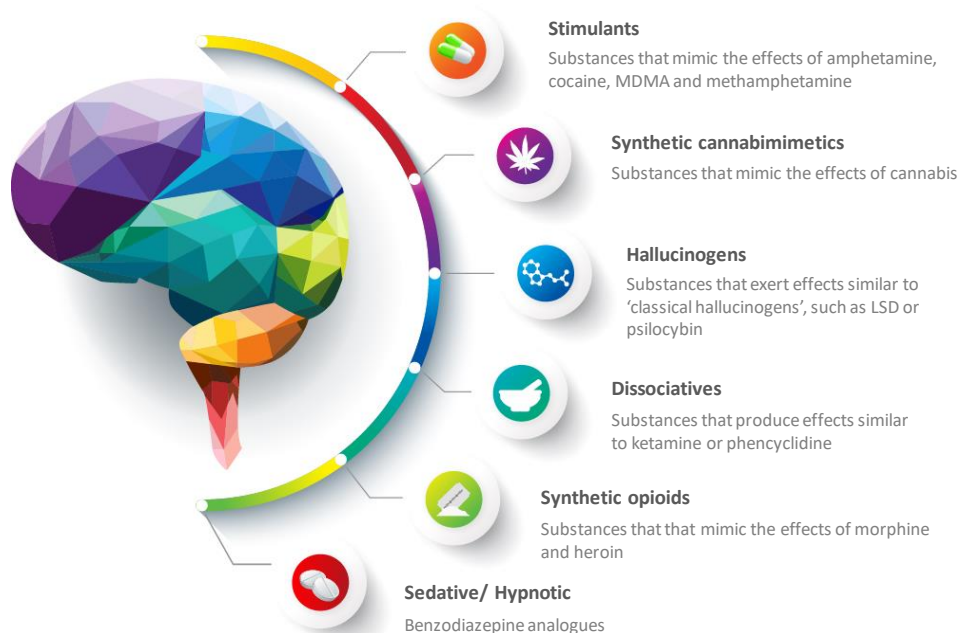 Stimulants
Substances that mimic the effects of amphetamine,
cocaine, MDMA and methamphetamine
Synthetic cannabimimetics
Substances that mimic the effects of cannabis
Hallucinogens
Substances that exert effects similar to
‘classical hallucinogens’, such as LSD or
psilocybin
Dissociatives
Substances that produce effects similar
to ketamine or phencyclidine
Synthetic opioids
Substances that that mimic the effects of morphine
and heroin
Sedative/ Hypnotic
Benzodiazepine analogues